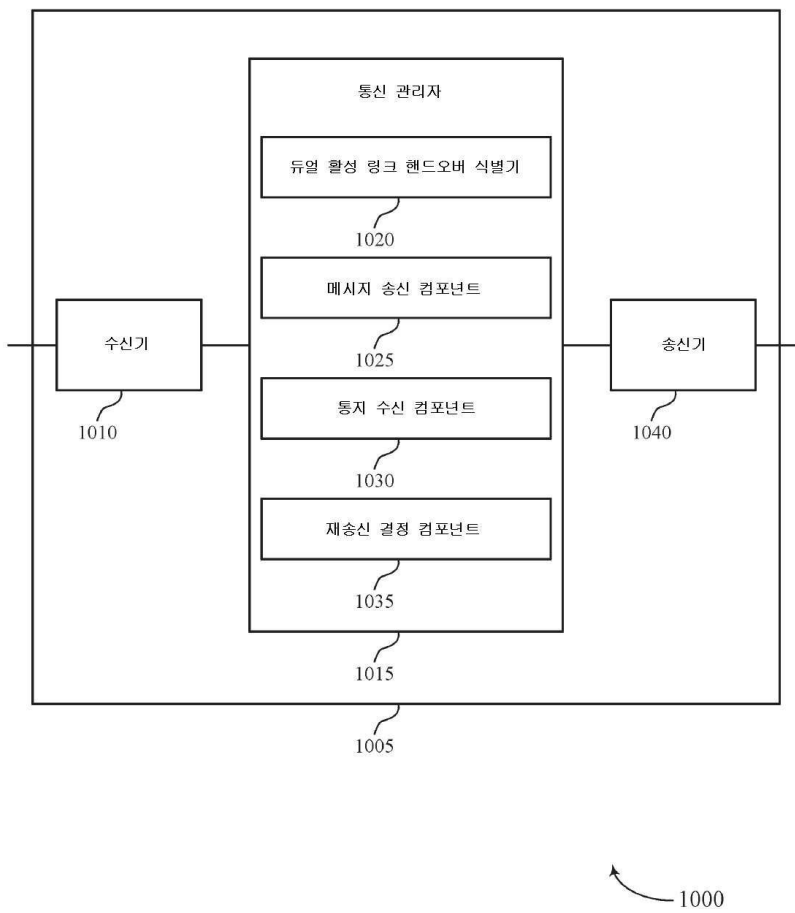 통신 관리자
듀얼 활성 링크 핸드오버 식별기
1020
메시지 송신 컴포넌트
1025
수신기
1010
송신기
1040
통지 수신 컴포넌트
1030
재송신 결정 컴포넌트
1035
1015
1005
1000